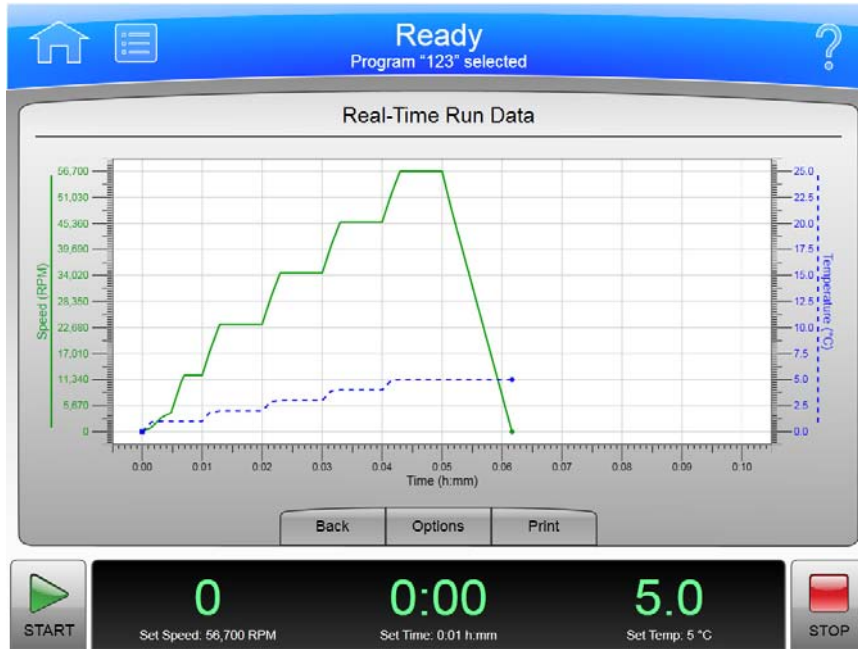 Ready
Program "123" selected
Real-Time Run Data
56,700
51,030
45,360
39,690
34,020
28,350
22,680
17,010
11,340
5,670
0
Speed (RPM)
25.0
22.5
20.0
17.5
15.0
12.5
10.0
7.5
5.0
2.5
0.0
Temperature (°C)
0:00 0:01 0:02 0:03 0:04 0:05 0:06 0:07 0:08 0:09 0:10
Time (h:mm)
Back Options Print
0 0:00 5.0
START Set Speed: 56,700 RPM Set Time: 0:01 h:mm Set Temp: 5 °C STOP